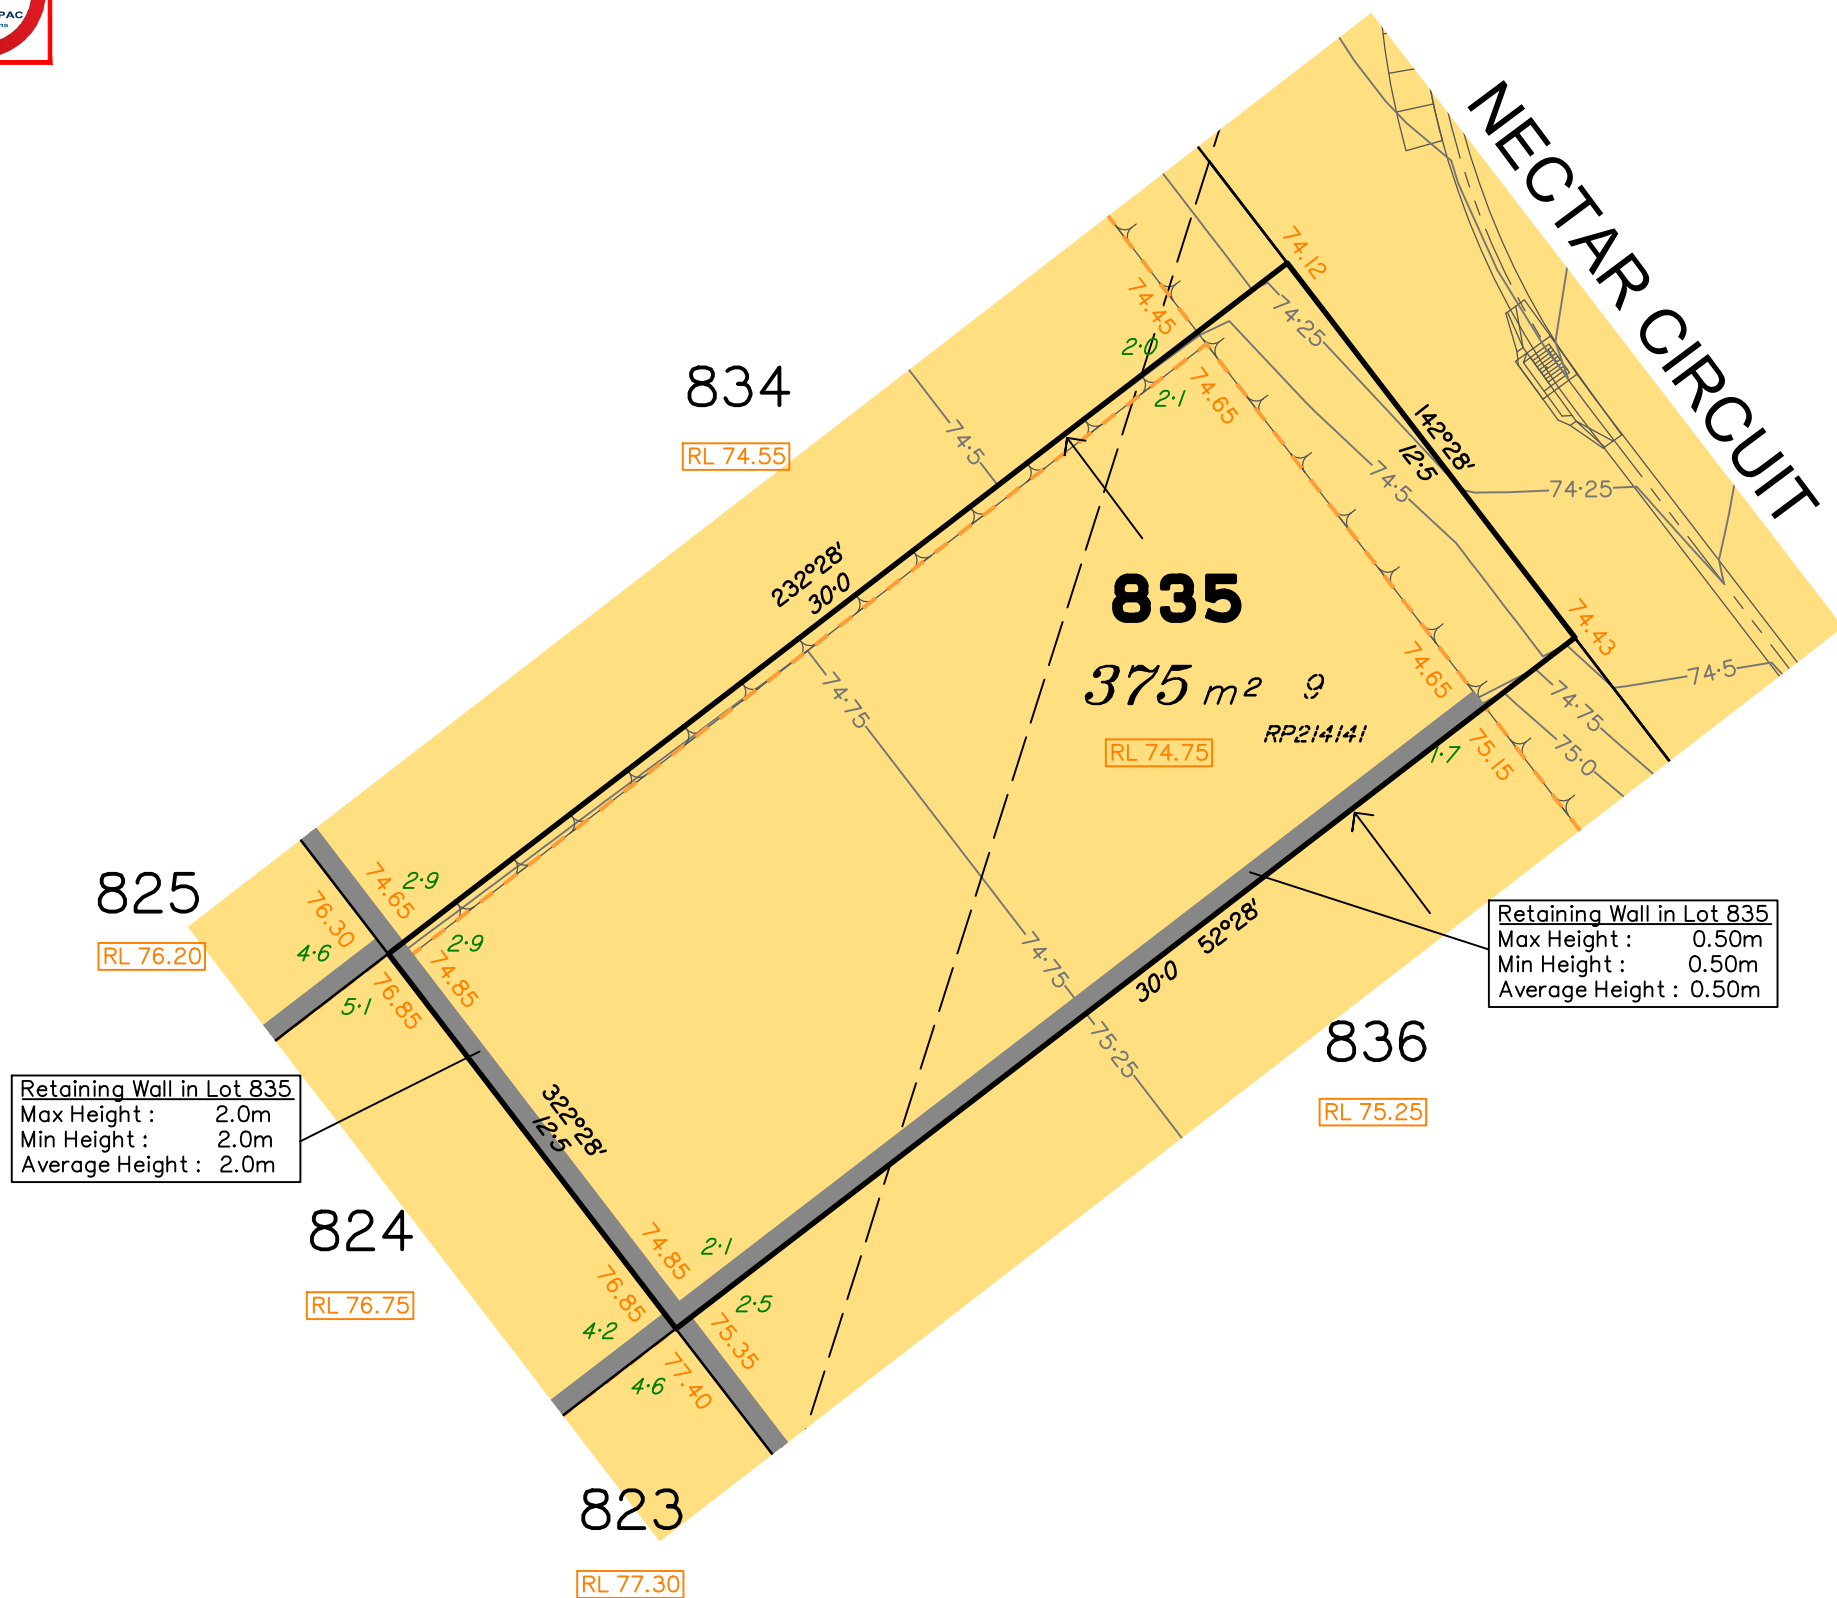 PAC
NECTAR CIRCUIT
74.12
74.45
74·25
2·0
74.65
2·1
834
RL 74.55
74·5
142°28'
12·5
74·5
74·25
232°28'
30·0
835
375 m² 9
RP214141
RL 74.75
74.43
74.65
74·5
74·75
75·0
75.15
1·7
74·75
825
RL 76.20
74.65
2·9
76.30
4·6
2·9
74.85
76.85
5·1
74·75
52°28'
30·0
75·25
Retaining Wall in Lot 835
Max Height : 0.50m
Min Height : 0.50m
Average Height : 0.50m
836
RL 75.25
Retaining Wall in Lot 835
Max Height : 2.0m
Min Height : 2.0m
Average Height : 2.0m
322°28'
12·5
824
RL 76.75
74.85
2·1
76.85
2·5
4·2
75.35
77.40
4·6
823
RL 77.30